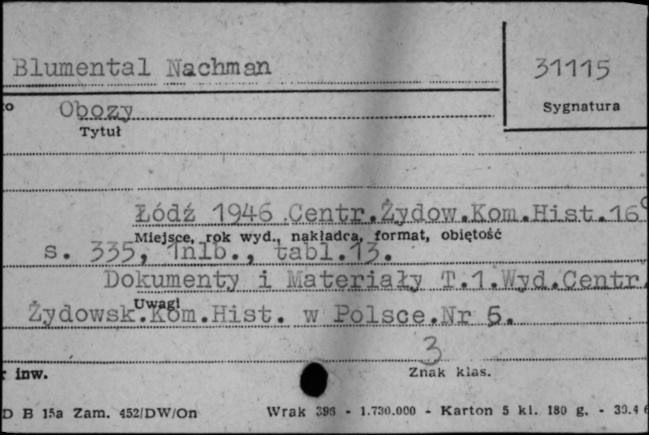 Blumental Nachman
31115
Sygnatura
to Obozy
Tytuł
Łódź 1946 Centr.Żydow.Kom.Hist.16°
Miejsce, rok wyd., nakładca, format, objętość
s. 335, 1nlb., tabl.13.
Dokumenty i Materiały T.1.Wyd.Centr.
Uwagi
Żydowsk.Kom.Hist. w Polsce.Nr 5.
3
r inw.
Znak klas.
D B 15a Zam. 452/DW/On Wrak 396 - 1.730.000 - Karton 5 kl. 180 g. -